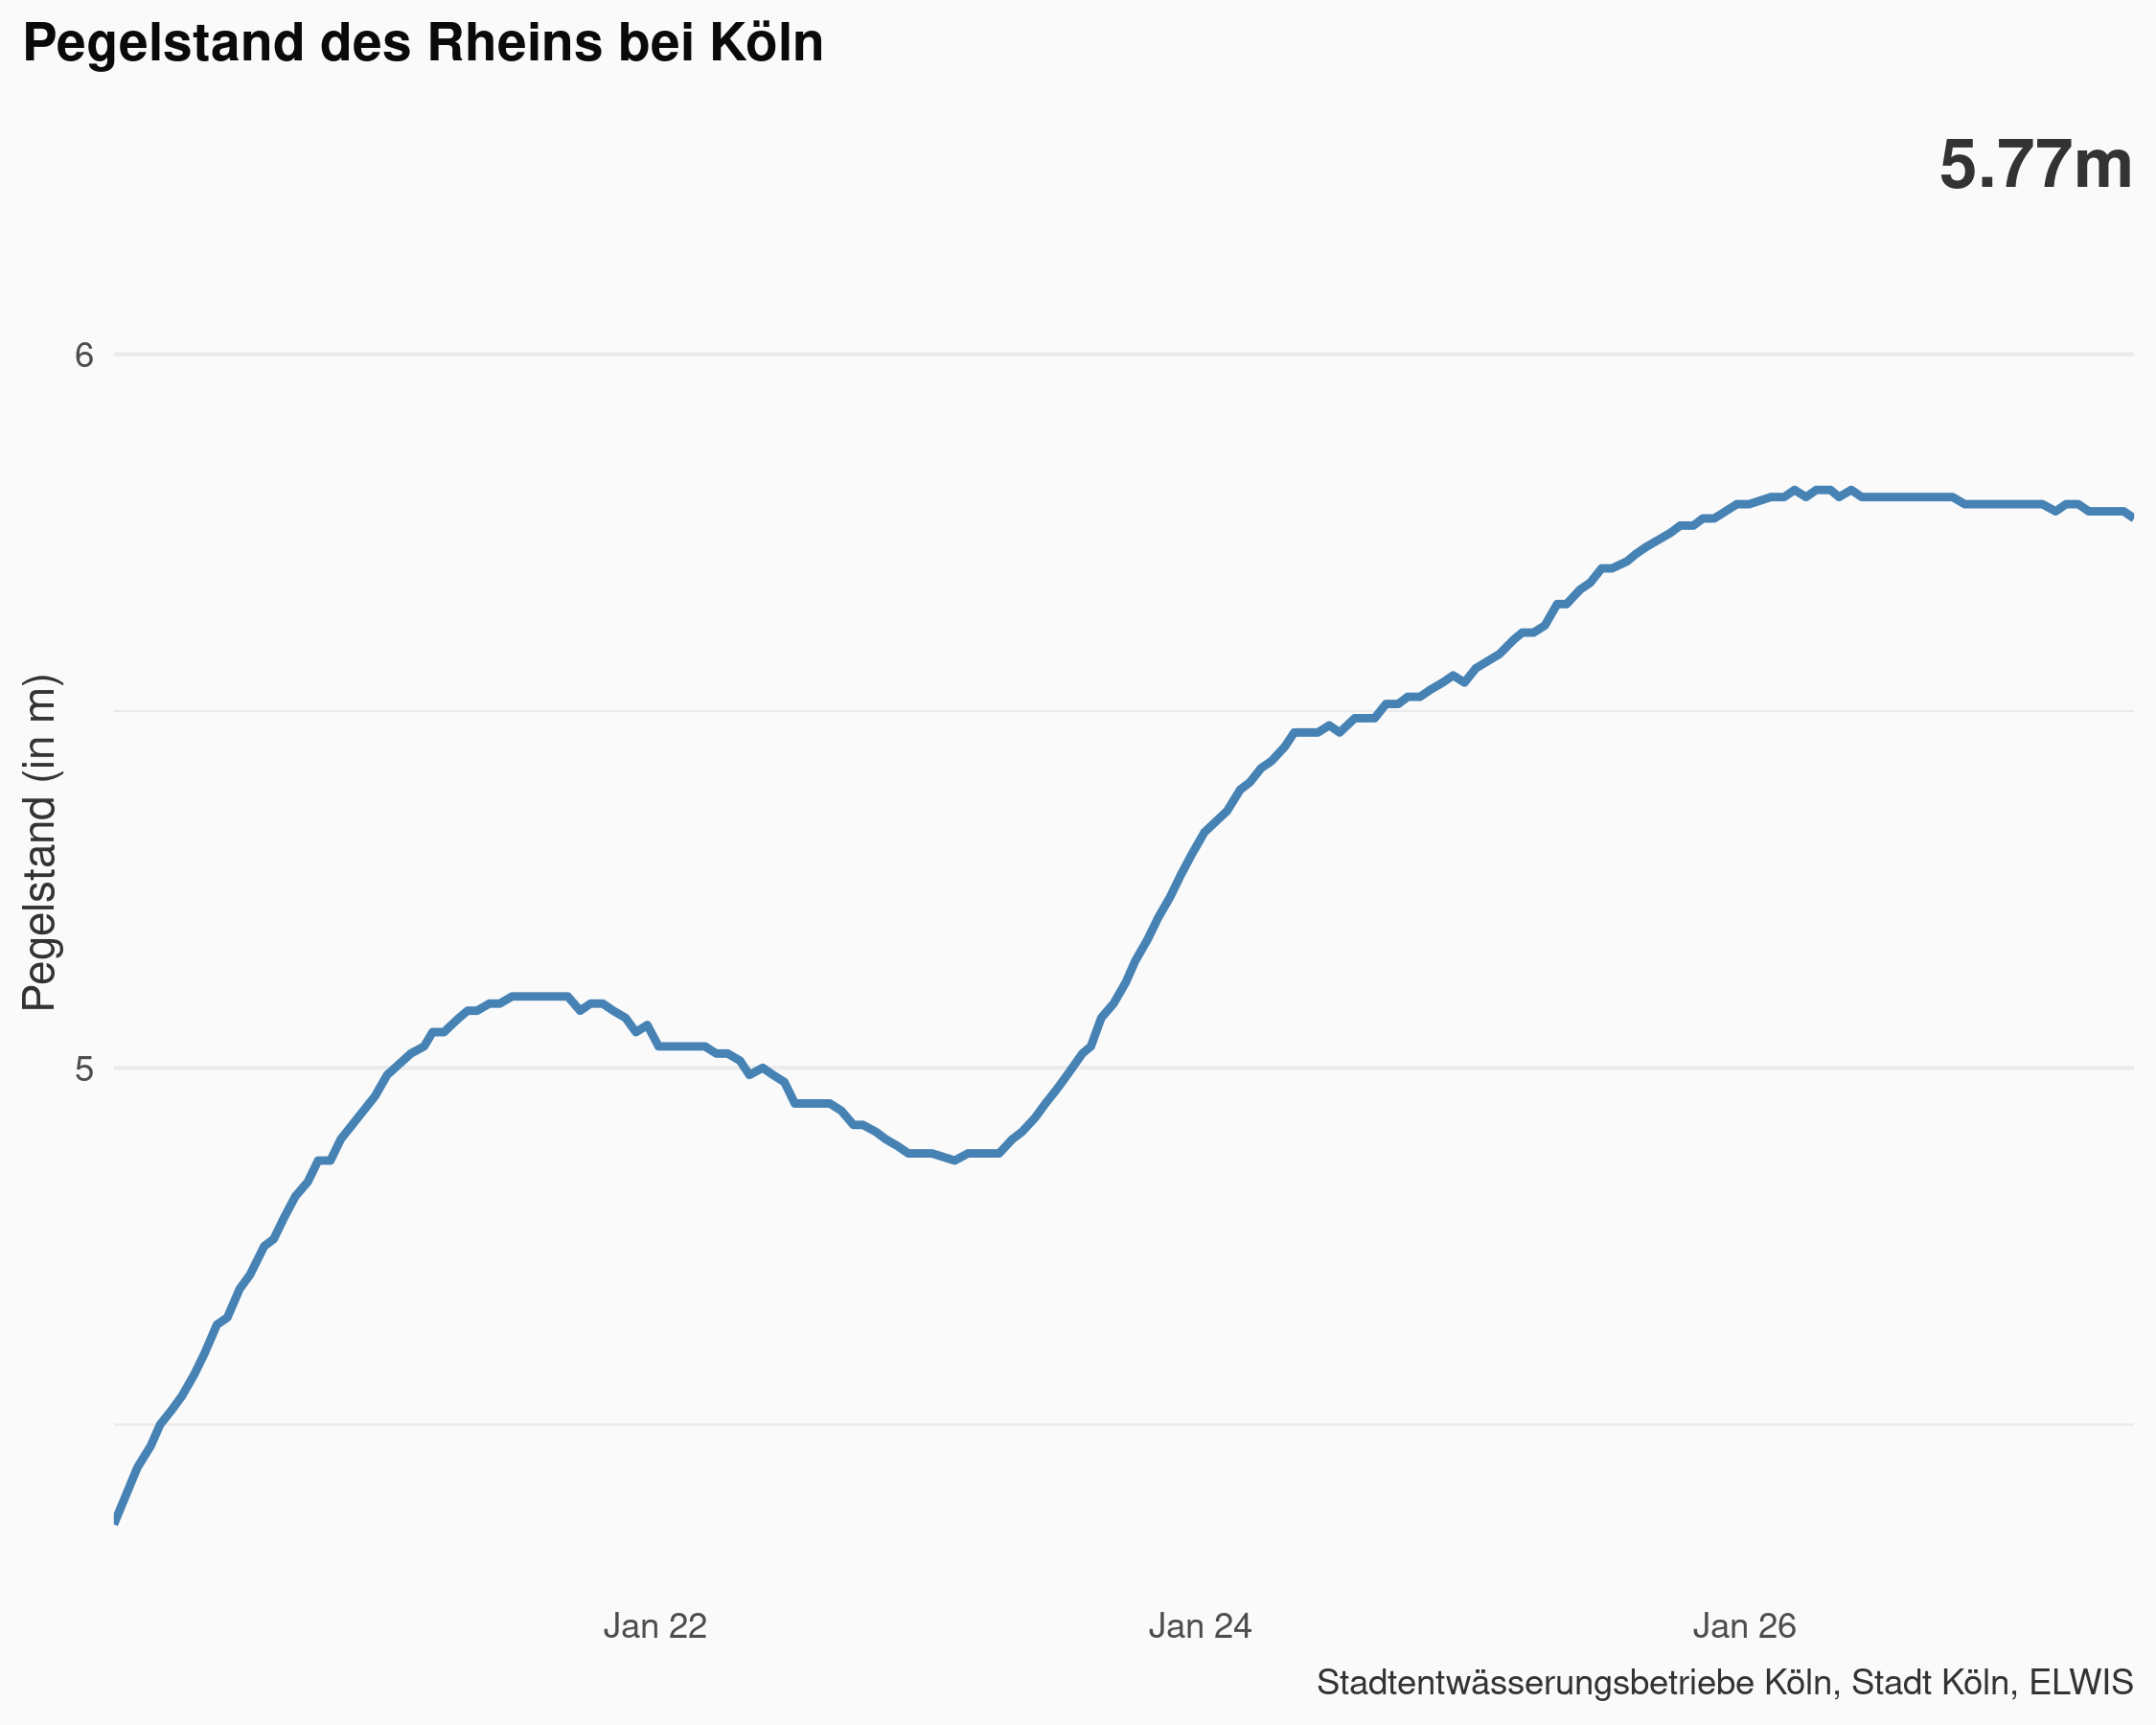 Pegelstand des Rheins bei Köln
5.77m
6
Pegelstand (in m)
5
Jan 22
Jan 24
Jan 26
Stadtentwässerungsbetriebe Köln, Stadt Köln, ELWIS